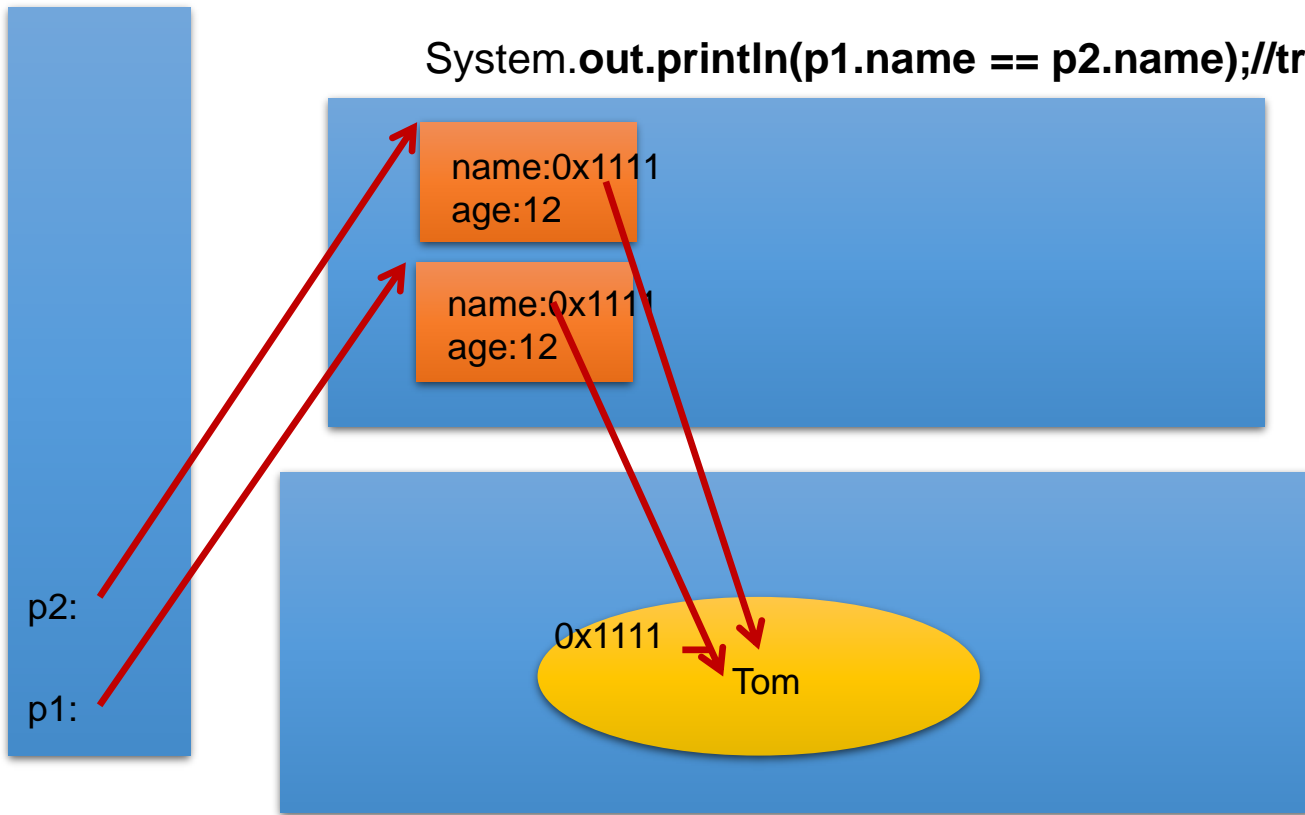 System.out.println(p1.name == p2.name);//tr
name:0x1111
age:12
name:0x1111
age:12
p2:
p1:
0x1111
Tom